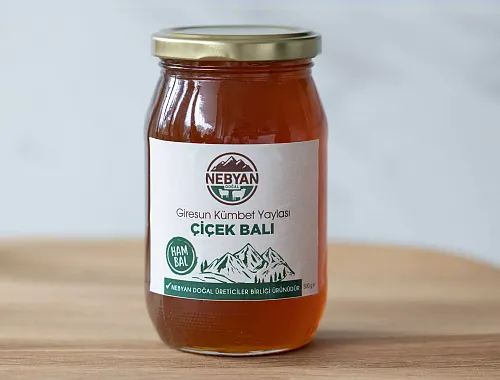 NEBYAN
DOĞAL
Giresun Kümbet Yaylası
ÇİÇEK BALI
HAM
BAL
NEBYAN DOĞAL ÜRETİCİLER BİRLİĞİ ÜRÜNÜDÜR